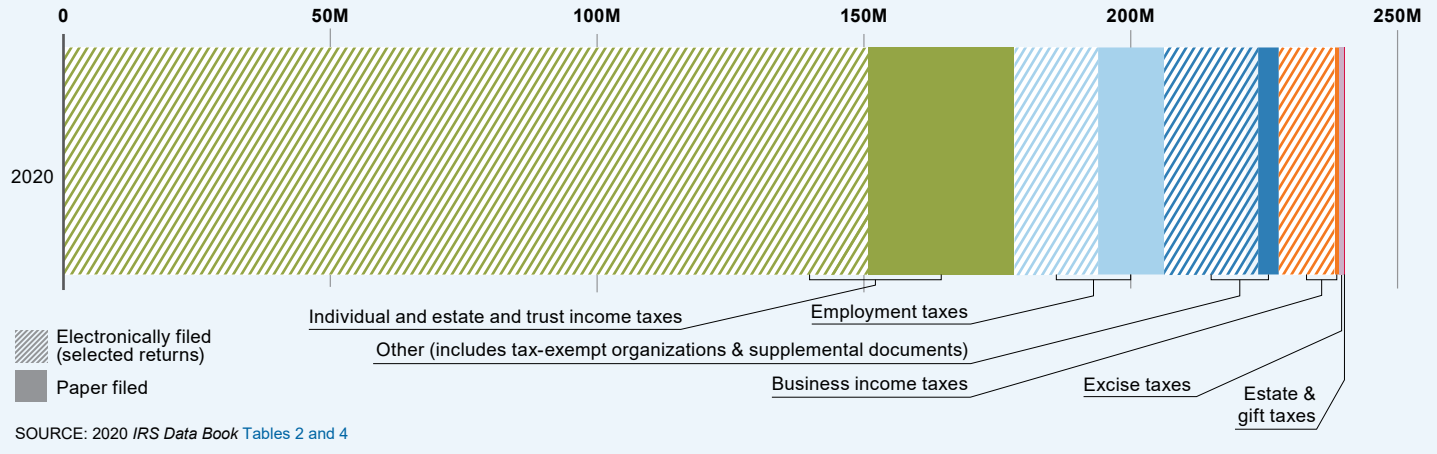 0 50M 100M 150M 200M 250M
2020
Individual and estate and trust income taxes
Employment taxes
Other (includes tax-exempt organizations & supplemental documents)
Business income taxes
Excise taxes
Estate &
gift taxes
Electronically filed
(selected returns)
Paper filed
SOURCE: 2020 IRS Data Book Tables 2 and 4